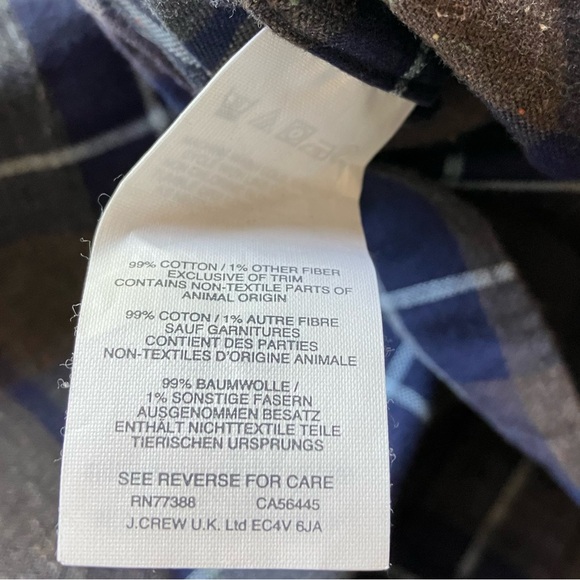 99% COTTON / 1% OTHER FIBER
EXCLUSIVE OF TRIM
CONTAINS NON-TEXTILE PARTS OF
ANIMAL ORIGIN
99% COTON / 1% AUTRE FIBRE
SAUF GARNITURES
CONTIENT DES PARTIES
NON-TEXTILES D'ORIGINE ANIMALE
99% BAUMWOLLE /
1% SONSTIGE FASERN
AUSGENOMMEN BESATZ
ENTHÄLT NICHTTEXTILE TEILE
TIERISCHEN URSPRUNGS
SEE REVERSE FOR CARE
RN77388 CA56445
J.CREW U.K. Ltd EC4V 6JA